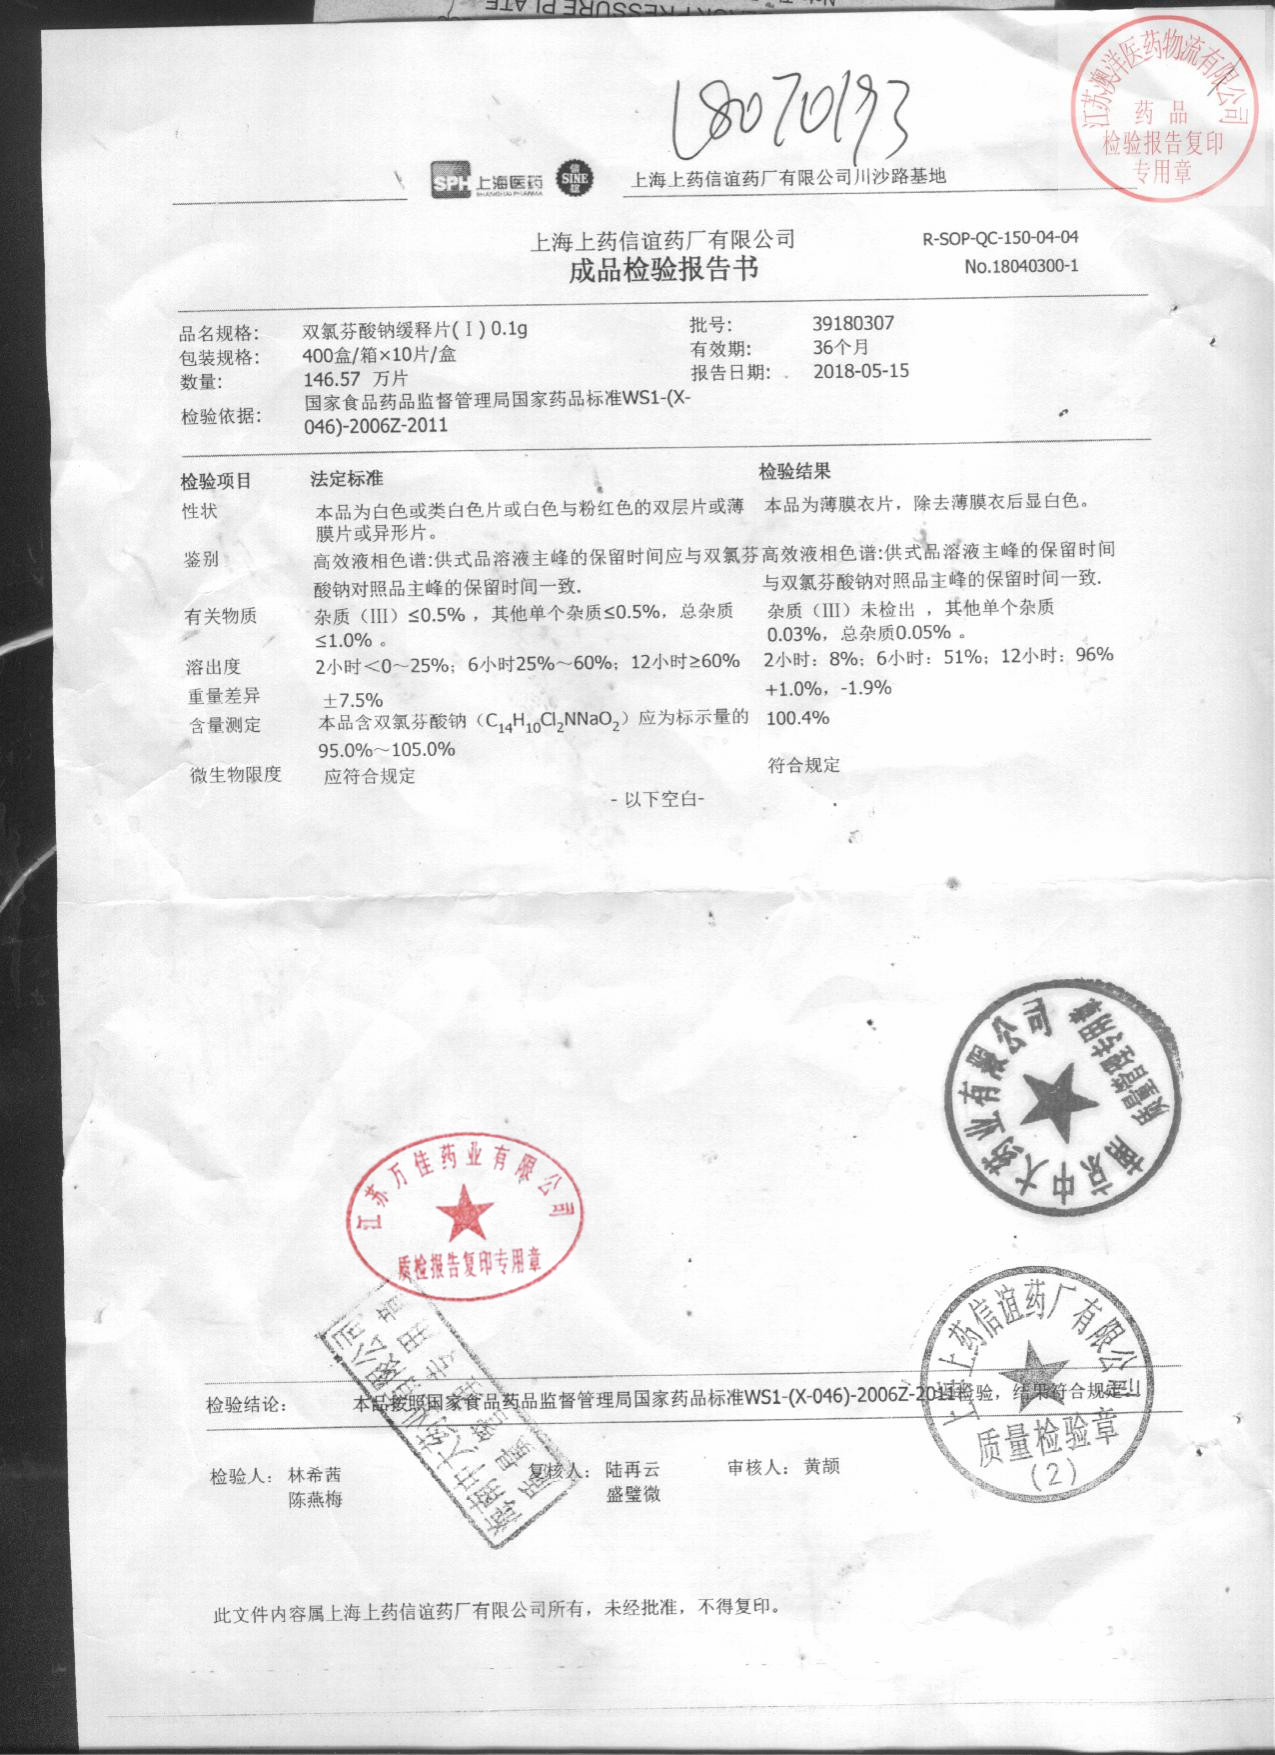 18070193
江苏澳洋医药物流有限公司
药品
检验报告复印
专用章
SPH 上海医药 SINE 上海上药信谊药厂有限公司川沙路基地
SHANGHAI PHARMA
上海上药信谊药厂有限公司 R-SOP-QC-150-04-04
成品检验报告书 No.18040300-1
品名规格: 双氯芬酸钠缓释片(Ⅰ)0.1g 批号: 39180307
包装规格: 400盒/箱×10片/盒 有效期: 36个月
数量: 146.57 万片 报告日期: 2018-05-15
检验依据: 国家食品药品监督管理局国家药品标准WS1-(X-
046)-2006Z-2011
检验项目 法定标准 检验结果
性状 本品为白色或类白色片或白色与粉红色的双层片或薄 本品为薄膜衣片，除去薄膜衣后显白色。
膜片或异形片。
鉴别 高效液相色谱:供式品溶液主峰的保留时间应与双氯芬 高效液相色谱:供式品溶液主峰的保留时间
酸钠对照品主峰的保留时间一致. 与双氯芬酸钠对照品主峰的保留时间一致.
有关物质 杂质（III）≤0.5%，其他单个杂质≤0.5%，总杂质 杂质（III）未检出，其他单个杂质
≤1.0%。 0.03%，总杂质0.05%。
溶出度 2小时＜0～25%；6小时25%～60%；12小时≥60% 2小时：8%；6小时：51%；12小时：96%
重量差异 ±7.5% +1.0%，-1.9%
含量测定 本品含双氯芬酸钠（C14H10Cl2NNaO2）应为标示量的 100.4%
95.0%～105.0%
微生物限度 应符合规定 符合规定
- 以下空白-
南京中大药业有限公司
质量管理专用章
江苏万佳药业有限公司
质检报告复印专用章
上海上药信谊药厂有限公司
质量检验章
(2)
检验结论： 本品按照国家食品药品监督管理局国家药品标准WS1-(X-046)-2006Z-2011检验，结果符合规定。
检验人： 林希茜 复核人： 陆再云 审核人： 黄颉
陈燕梅 盛璧微
此文件内容属上海上药信谊药厂有限公司所有，未经批准，不得复印。